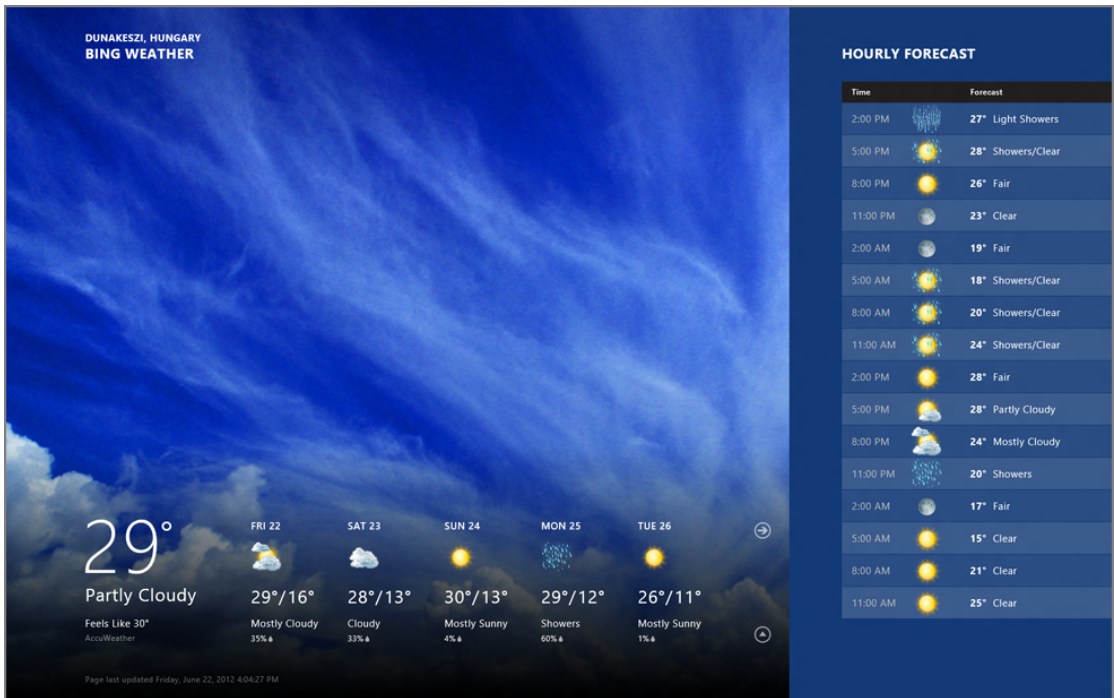 DUNAKESZI, HUNGARY
BING WEATHER
29°
Partly Cloudy
Feels Like 30°
AccuWeather
FRI 22
29°/16°
Mostly Cloudy
35%
SAT 23
28°/13°
Cloudy
33%
SUN 24
30°/13°
Mostly Sunny
4%
MON 25
29°/12°
Showers
60%
TUE 26
26°/11°
Mostly Sunny
1%
Page last updated Friday, June 22, 2012 4:04:27 PM
HOURLY FORECAST
Time Forecast
2:00 PM 27° Light Showers
5:00 PM 28° Showers/Clear
8:00 PM 26° Fair
11:00 PM 23° Clear
2:00 AM 19° Fair
5:00 AM 18° Showers/Clear
8:00 AM 20° Showers/Clear
11:00 AM 24° Showers/Clear
2:00 PM 28° Fair
5:00 PM 28° Partly Cloudy
8:00 PM 24° Mostly Cloudy
11:00 PM 20° Showers
2:00 AM 17° Fair
5:00 AM 15° Clear
8:00 AM 21° Clear
11:00 AM 25° Clear